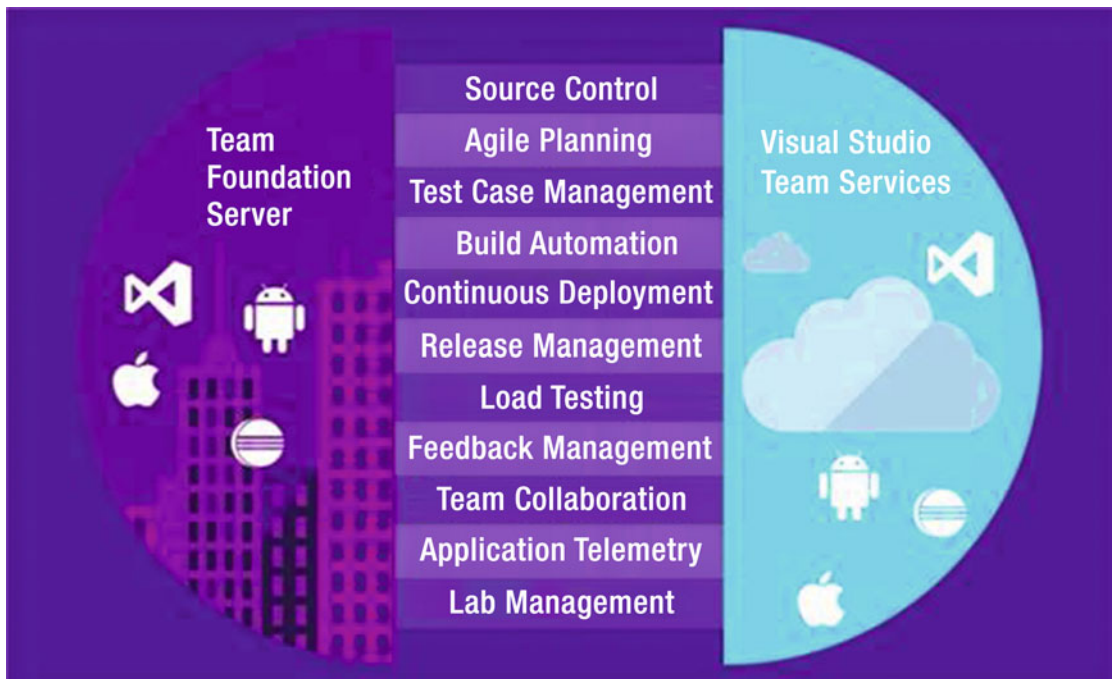 Team
Foundation
Server
Source Control
Agile Planning
Test Case Management
Build Automation
Continuous Deployment
Release Management
Load Testing
Feedback Management
Team Collaboration
Application Telemetry
Lab Management
Visual Studio
Team Services